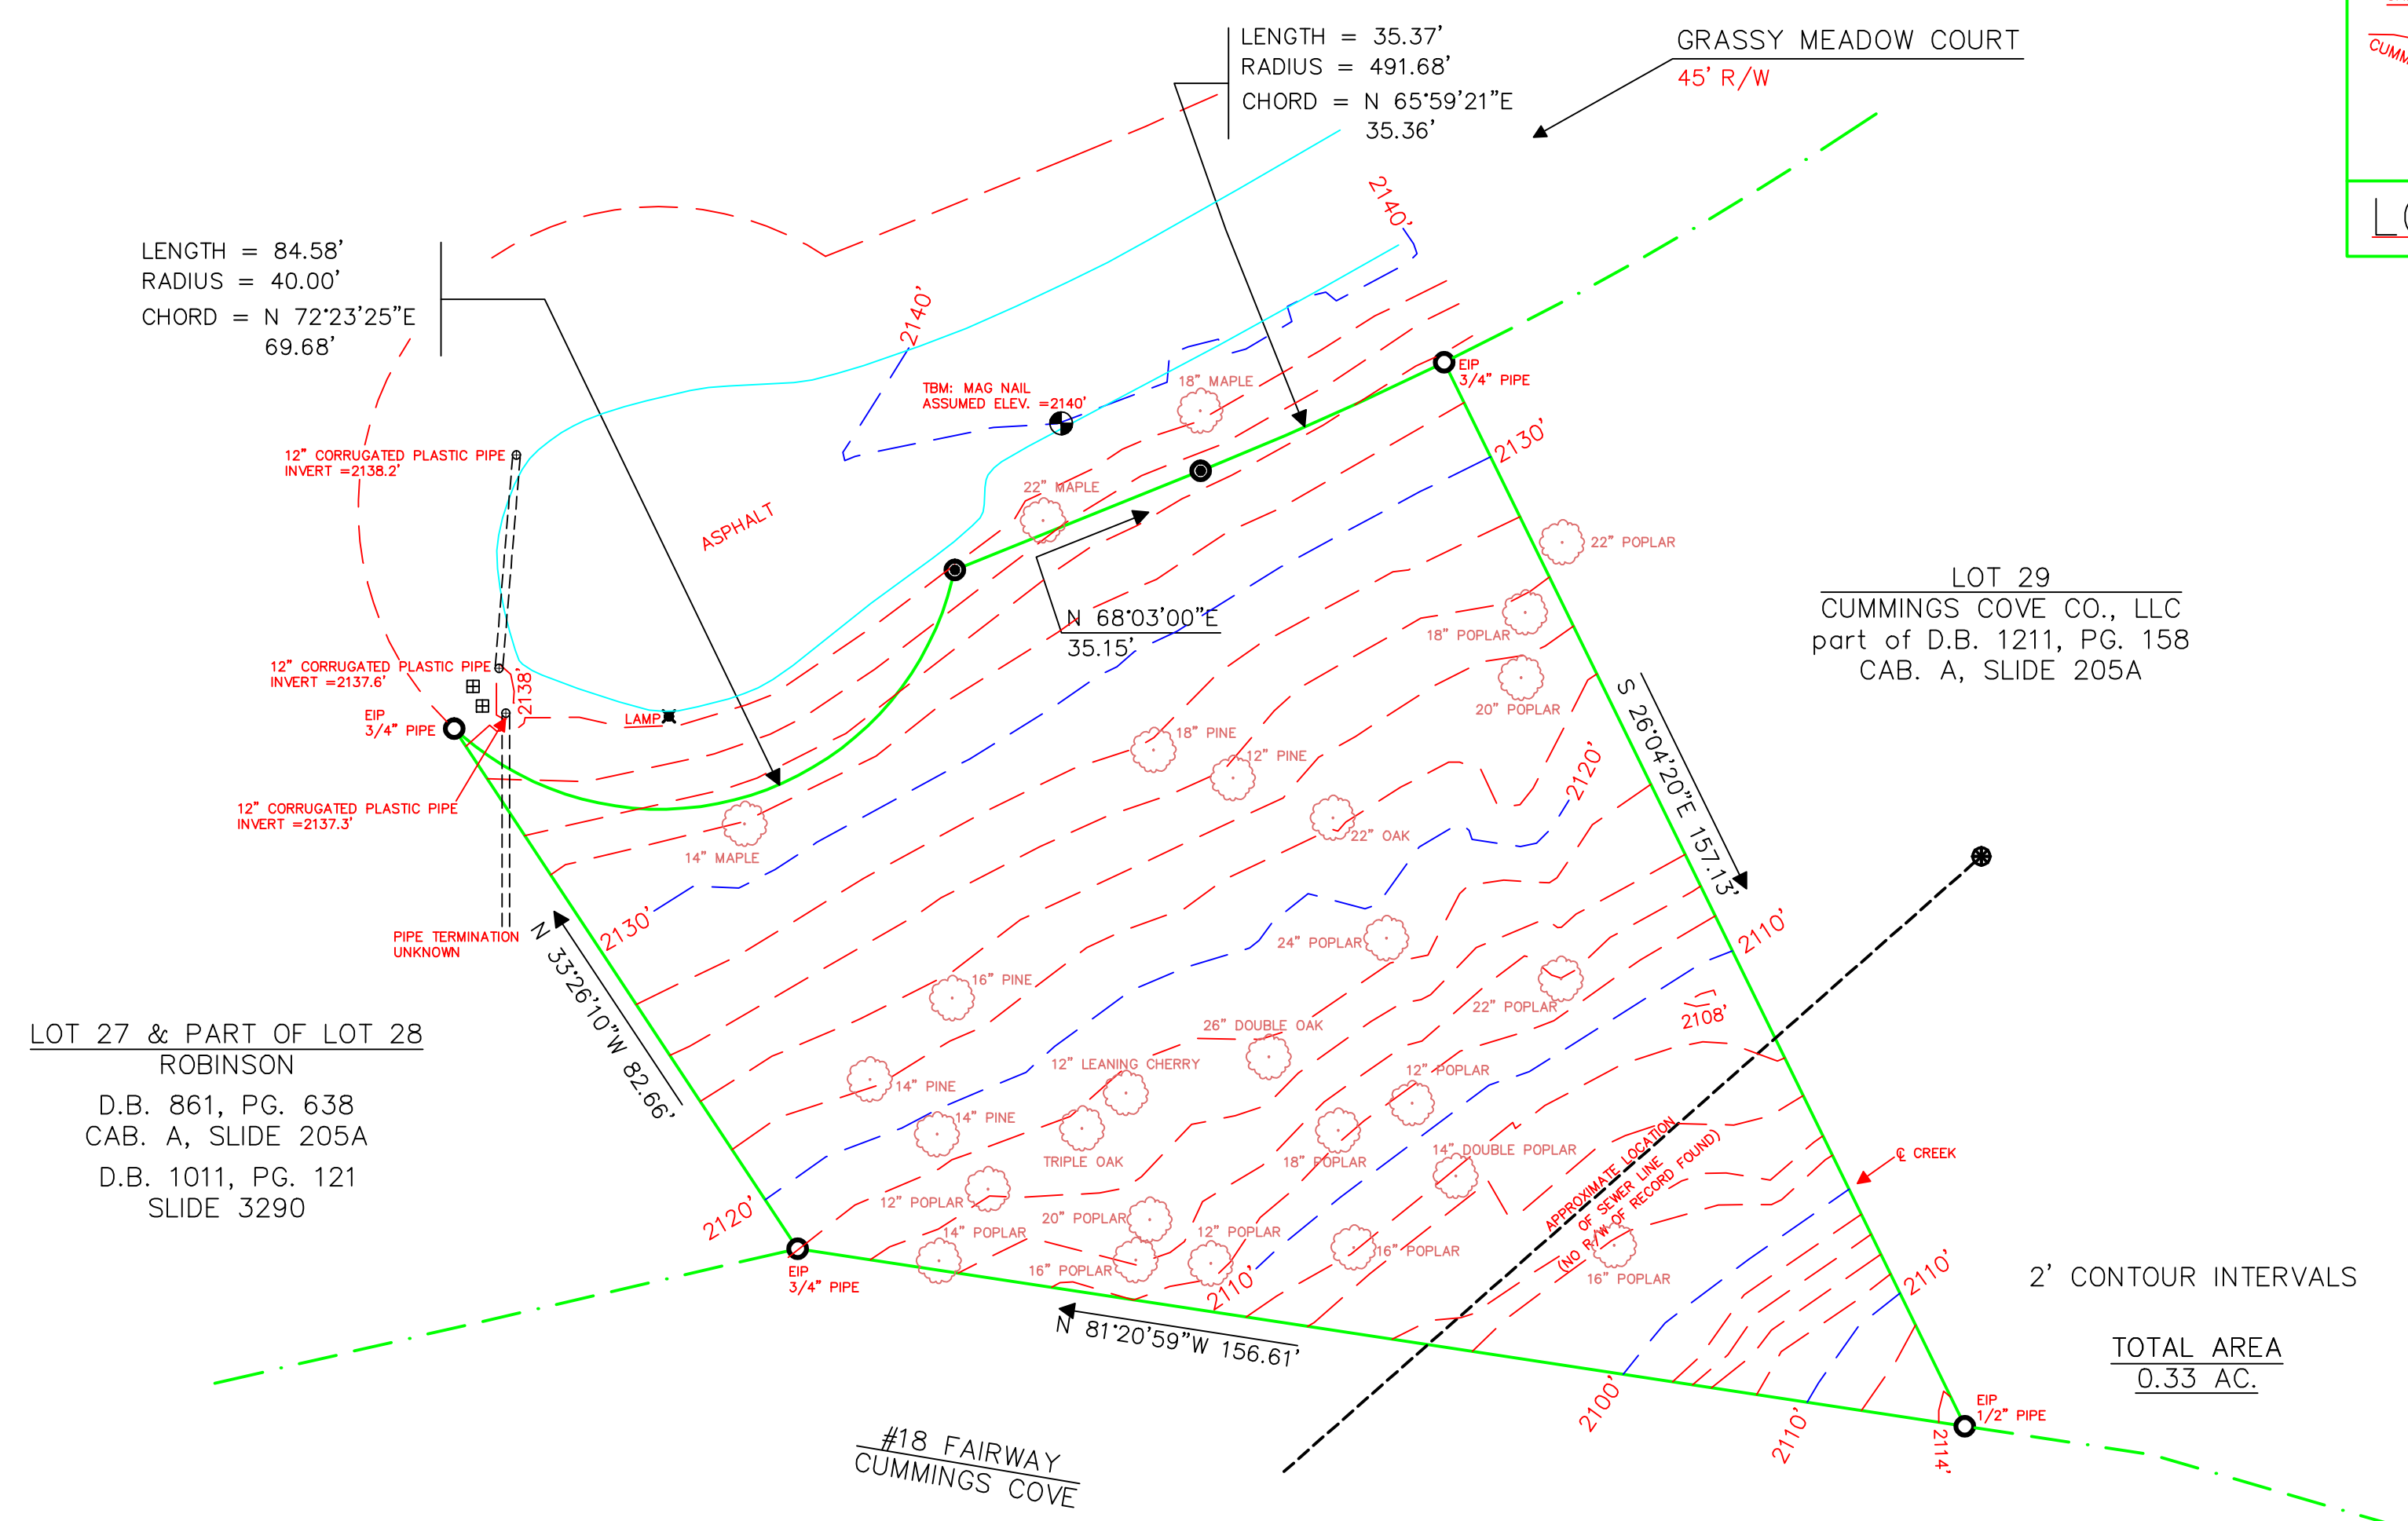 LENGTH = 35.37'
RADIUS = 491.68'
CHORD = N 65°59'21"E
35.36'
GRASSY MEADOW COURT
45' R/W
LENGTH = 84.58'
RADIUS = 40.00'
CHORD = N 72°23'25"E
69.68'
2140'
2140'
TBM: MAG NAIL
ASSUMED ELEV. =2140'
18" MAPLE
EIP
3/4" PIPE
12" CORRUGATED PLASTIC PIPE
INVERT =2138.2'
2130'
22" MAPLE
ASPHALT
22" POPLAR
N 68°03'00"E
35.15'
18" POPLAR
LOT 29
CUMMINGS COVE CO., LLC
part of D.B. 1211, PG. 158
CAB. A, SLIDE 205A
12" CORRUGATED PLASTIC PIPE
INVERT =2137.6'
2138'
EIP
3/4" PIPE
LAMP
20" POPLAR
S 26°04'20"E 157.13'
18" PINE
12" PINE
2120'
12" CORRUGATED PLASTIC PIPE
INVERT =2137.3'
14" MAPLE
22" OAK
2130'
PIPE TERMINATION
UNKNOWN
24" POPLAR
2110'
N 33°26'10"W 82.66'
16" PINE
22" POPLAR
2108'
LOT 27 & PART OF LOT 28
ROBINSON
D.B. 861, PG. 638
CAB. A, SLIDE 205A
D.B. 1011, PG. 121
SLIDE 3290
26" DOUBLE OAK
12" LEANING CHERRY
12" POPLAR
14" PINE
14" PINE
TRIPLE OAK
18" POPLAR
14" DOUBLE POPLAR
APPROXIMATE LOCATION
OF SEWER LINE
(NO R/W OF RECORD FOUND)
℄ CREEK
12" POPLAR
2120'
14" POPLAR
20" POPLAR
12" POPLAR
16" POPLAR
16" POPLAR
16" POPLAR
EIP
3/4" PIPE
2110'
2110'
2' CONTOUR INTERVALS
N 81°20'59"W 156.61'
TOTAL AREA
0.33 AC.
2100'
2110'
EIP
1/2" PIPE
2114'
#18 FAIRWAY
CUMMINGS COVE